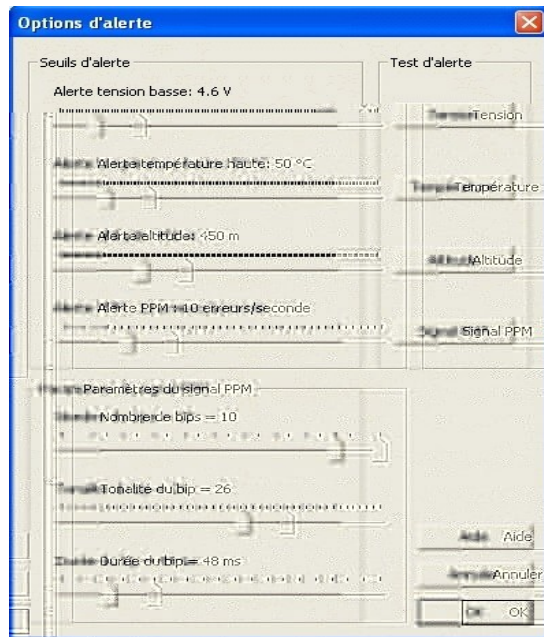 Options d'alerte
Seuils d'alerte
Test d'alerte
Alerte tension basse: 4.6 V
Tension
Alerte température haute: 50 °C
Température
Alerte altitude: 450 m
Altitude
Alerte PPM : 10 erreurs/seconde
Signal PPM
Paramètres du signal PPM
Nombre de bips = 10
Tonalité du bip = 26
Durée du bip = 48 ms
Aide
Annuler
OK